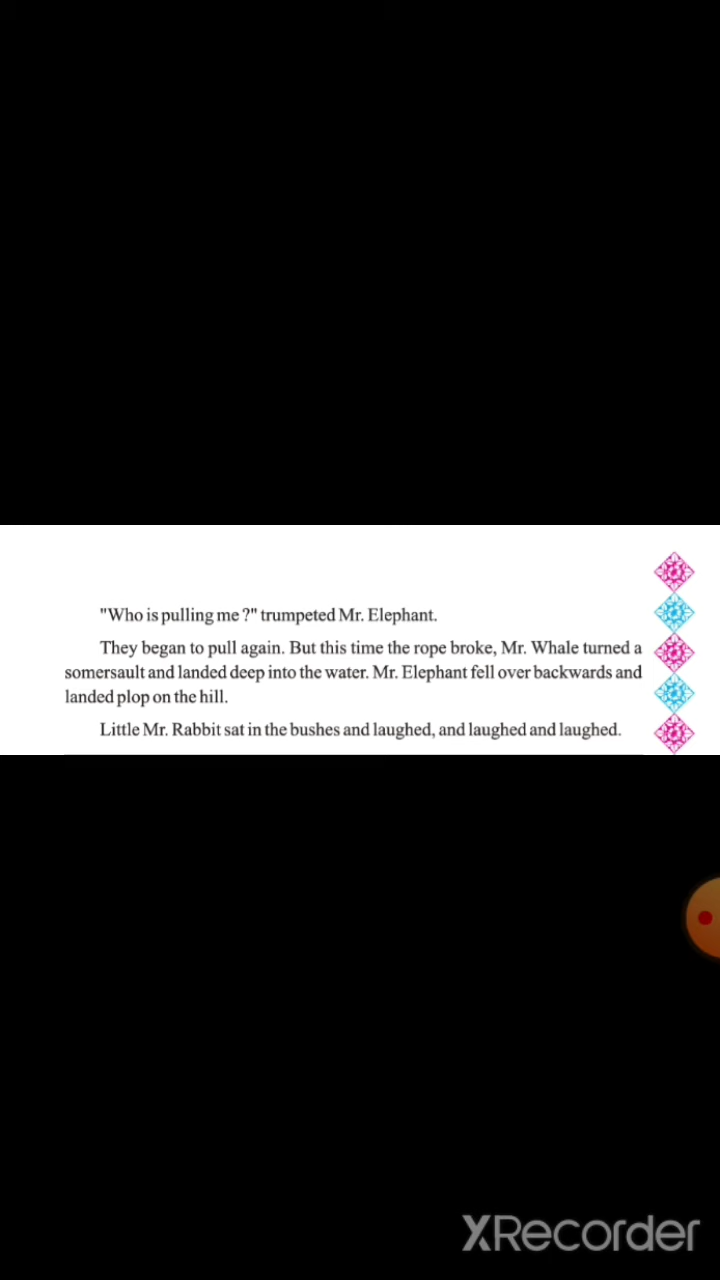 "Who is pulling me ?" trumpeted Mr. Elephant.
They began to pull again. But this time the rope broke, Mr. Whale turned a
somersault and landed deep into the water. Mr. Elephant fell over backwards and
landed plop on the hill.
Little Mr. Rabbit sat in the bushes and laughed, and laughed and laughed.
XRecorder